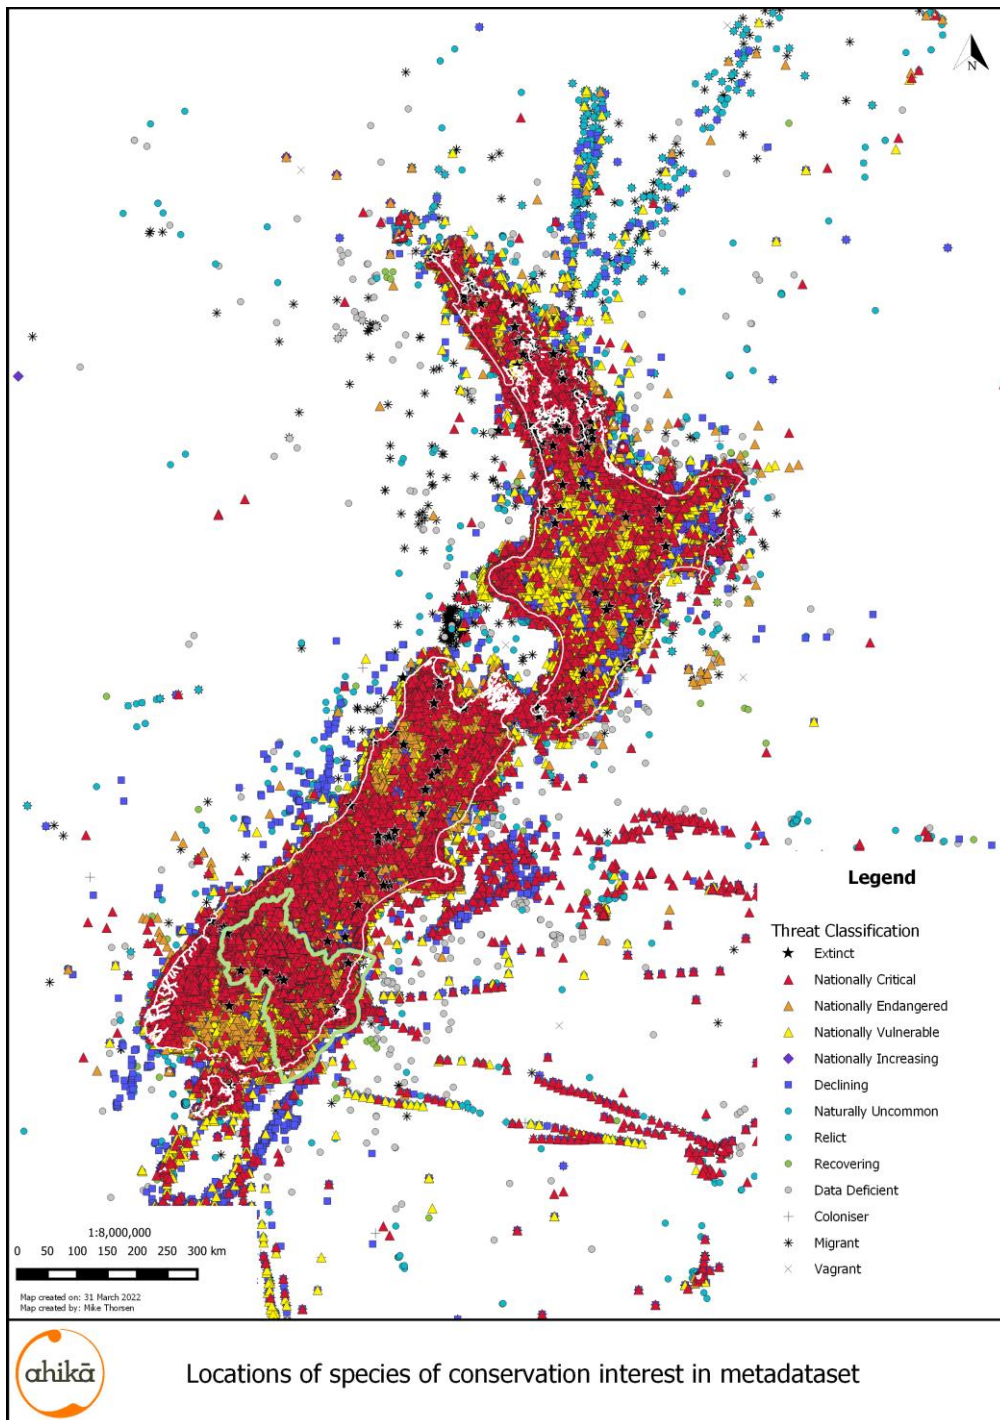 N
Legend
Threat Classification
Extinct
Nationally Critical
Nationally Endangered
Nationally Vulnerable
Nationally Increasing
Declining
Naturally Uncommon
Relict
Recovering
Data Deficient
Coloniser
Migrant
Vagrant
1:8,000,000
0 50 100 150 200 250 300 km
Map created on: 31 March 2022
Map created by: Mike Thorsen
ahikā
Locations of species of conservation interest in metadataset